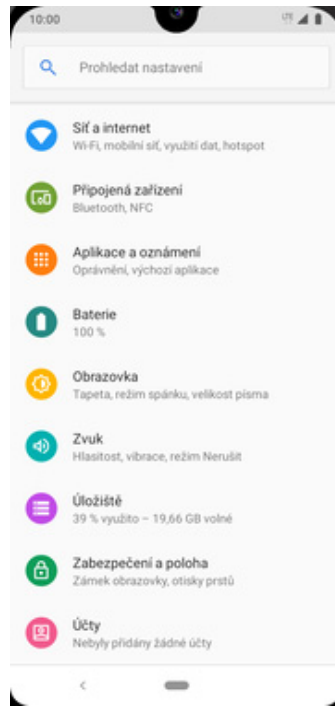 10:00
LTE
Prohledat nastavení
Síť a internet
Wi-Fi, mobilní síť, využití dat, hotspot
Připojená zařízení
Bluetooth, NFC
Aplikace a oznámení
Oprávnění, výchozí aplikace
Baterie
100 %
Obrazovka
Tapeta, režim spánku, velikost písma
Zvuk
Hlasitost, vibrace, režim Nerušit
Úložiště
39 % využito – 19,66 GB volné
Zabezpečení a poloha
Zámek obrazovky, otisky prstů
Účty
Nebyly přidány žádné účty